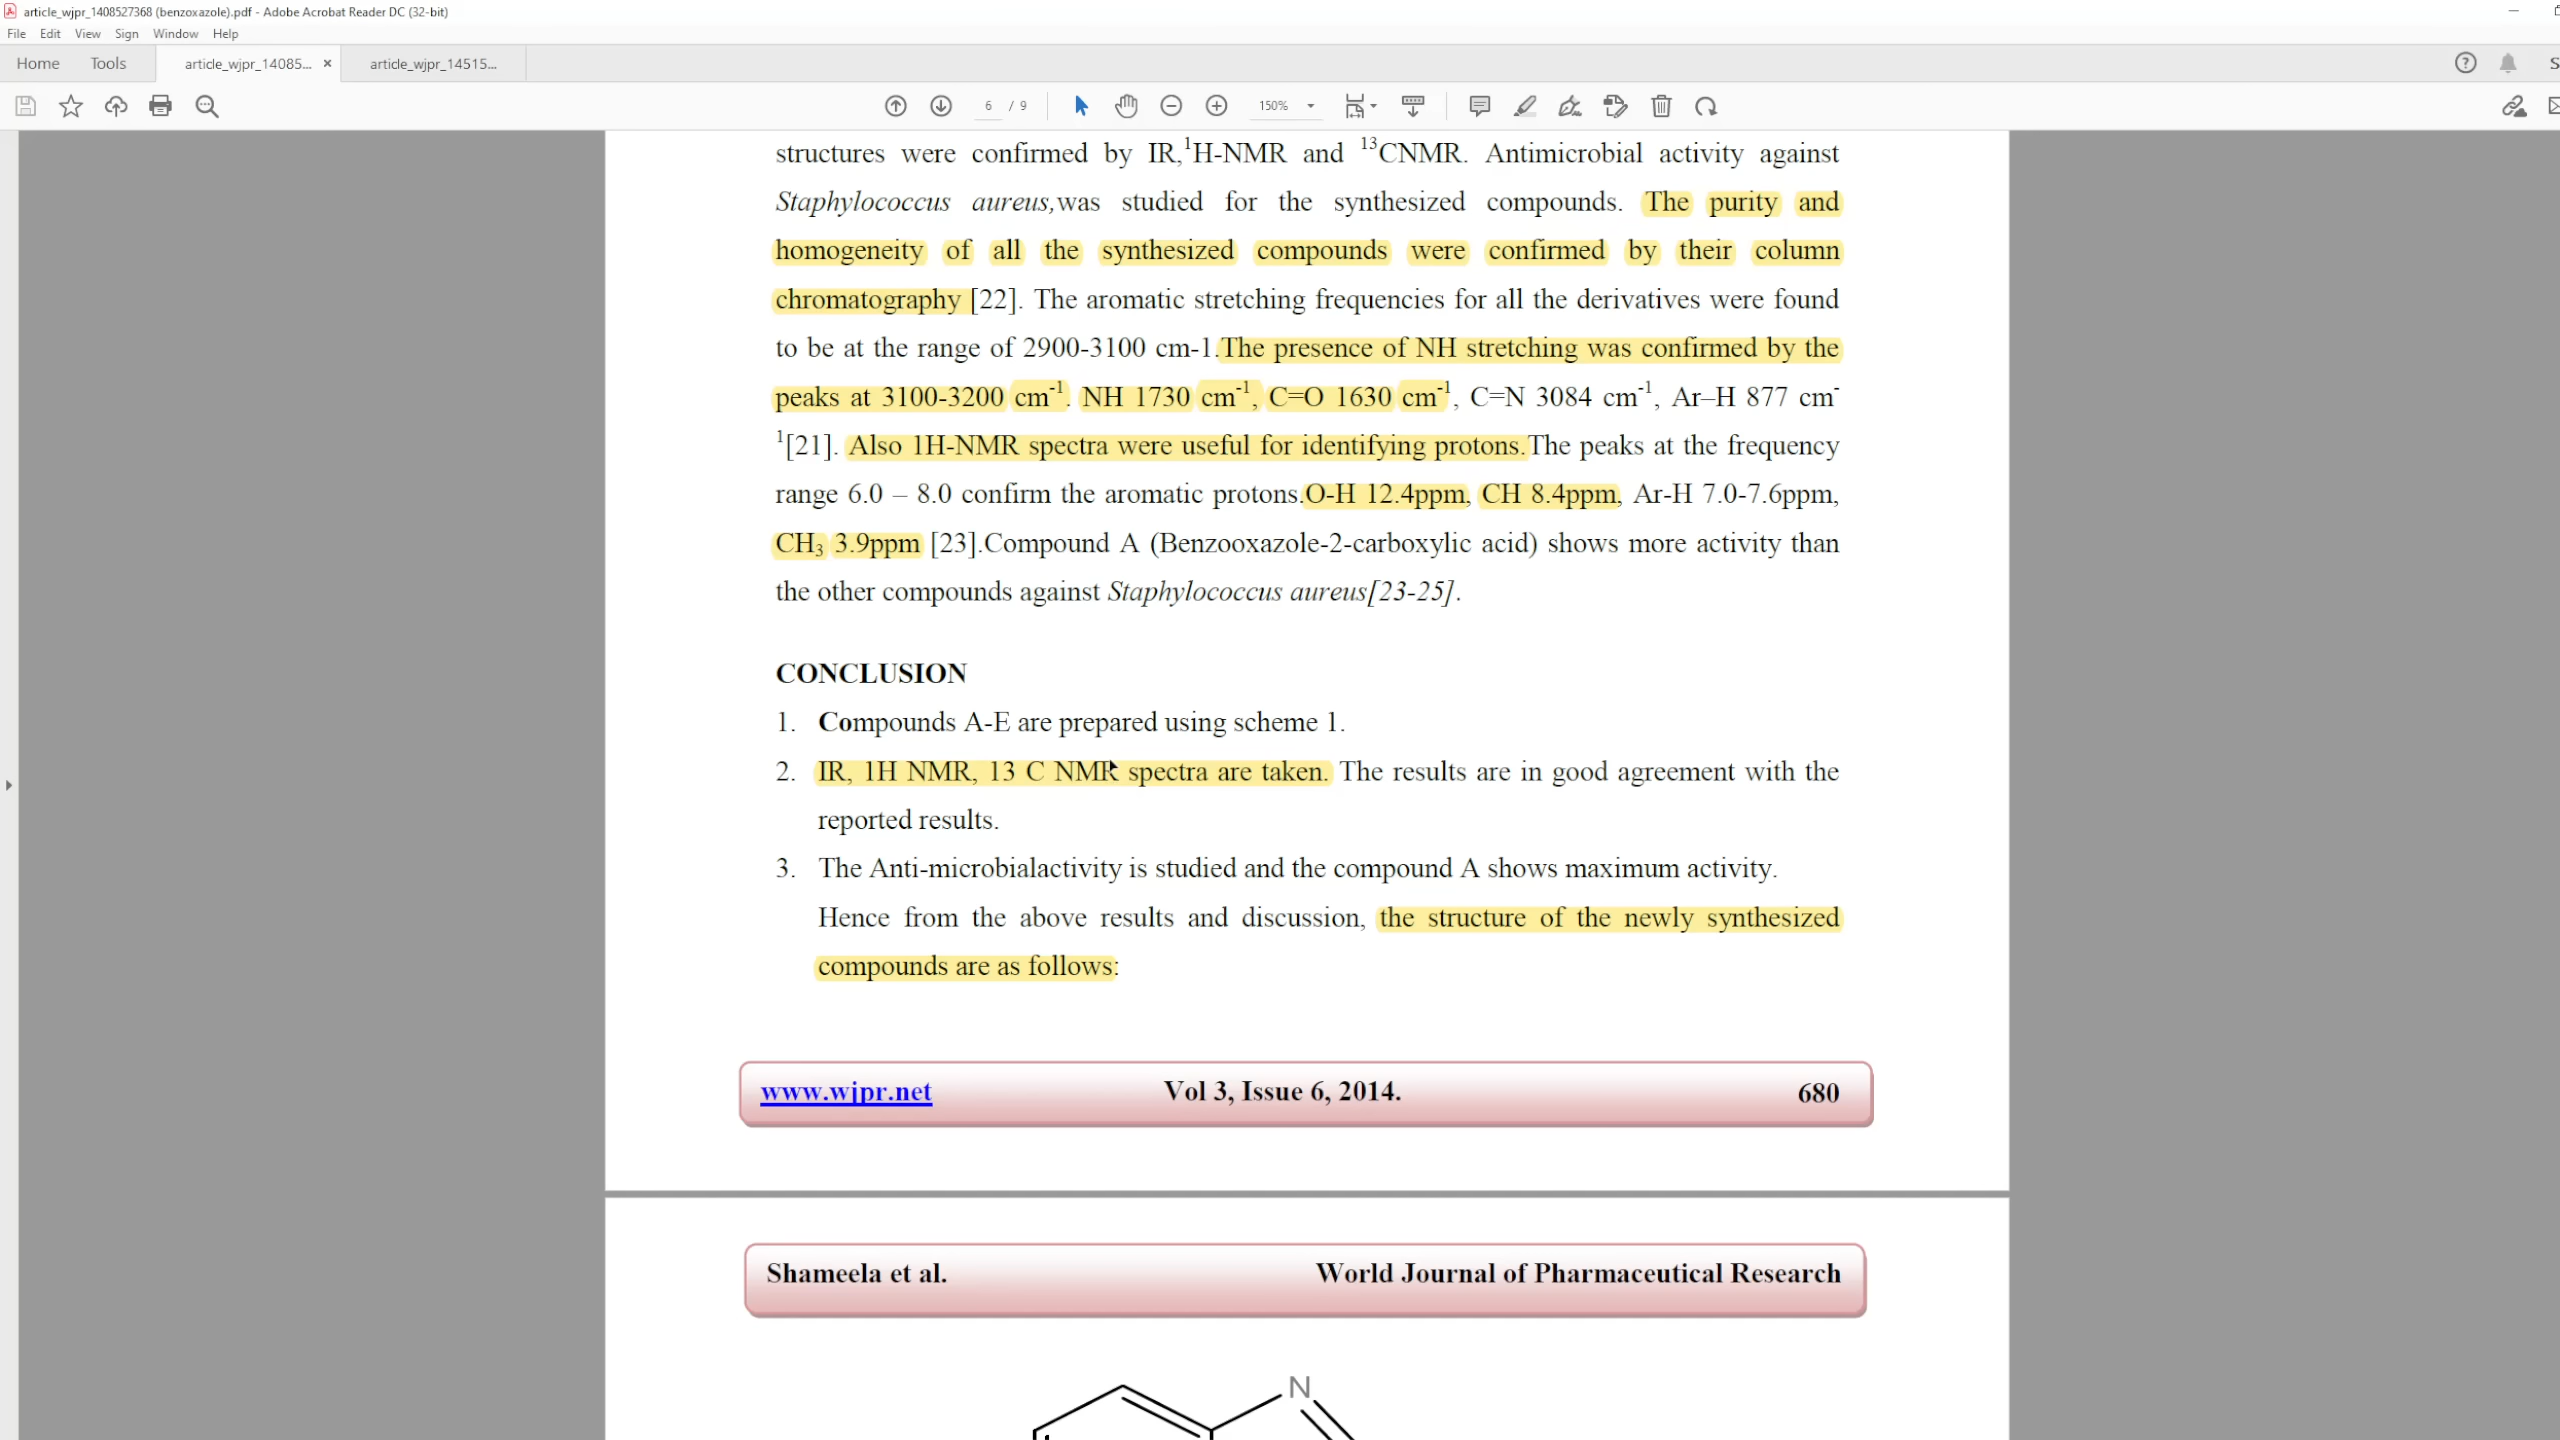 article_wjpr_1408527368 (benzoxazole).pdf - Adobe Acrobat Reader DC (32-bit)
File Edit View Sign Window Help
Home Tools article_wjpr_14085... × article_wjpr_14515...
6 / 9 150%
structures were confirmed by IR,¹H-NMR and ¹³CNMR. Antimicrobial activity against
Staphylococcus aureus,was studied for the synthesized compounds. The purity and
homogeneity of all the synthesized compounds were confirmed by their column
chromatography [22]. The aromatic stretching frequencies for all the derivatives were found
to be at the range of 2900-3100 cm-1.The presence of NH stretching was confirmed by the
peaks at 3100-3200 cm⁻¹. NH 1730 cm⁻¹, C=O 1630 cm⁻¹, C=N 3084 cm⁻¹, Ar–H 877 cm⁻
¹[21]. Also 1H-NMR spectra were useful for identifying protons.The peaks at the frequency
range 6.0 – 8.0 confirm the aromatic protons.O-H 12.4ppm, CH 8.4ppm, Ar-H 7.0-7.6ppm,
CH₃ 3.9ppm [23].Compound A (Benzooxazole-2-carboxylic acid) shows more activity than
the other compounds against Staphylococcus aureus[23-25].
CONCLUSION
1. Compounds A-E are prepared using scheme 1.
2. IR, 1H NMR, 13 C NMR spectra are taken. The results are in good agreement with the
reported results.
3. The Anti-microbialactivity is studied and the compound A shows maximum activity.
Hence from the above results and discussion, the structure of the newly synthesized
compounds are as follows:
www.wjpr.net Vol 3, Issue 6, 2014. 680
Shameela et al. World Journal of Pharmaceutical Research
N